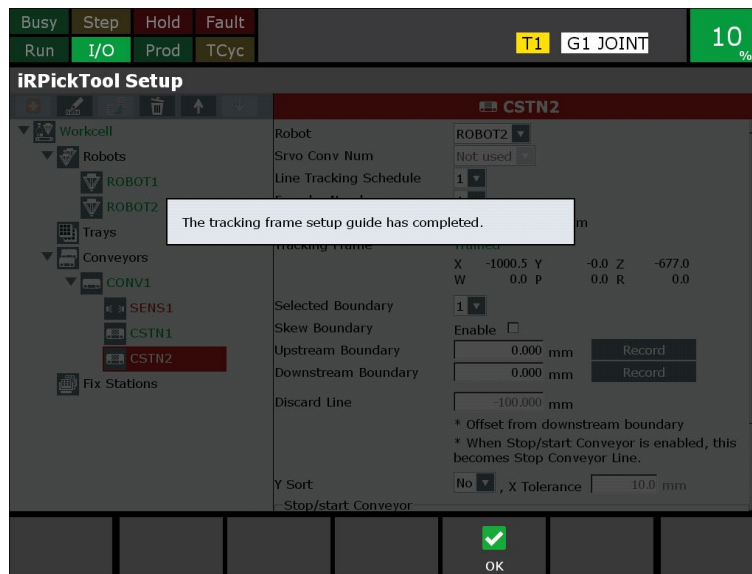 Busy Step Hold Fault
Run I/O Prod TCyc
T1 G1 JOINT
10 %
iRPickTool Setup
CSTN2
Workcell
Robots
ROBOT1
ROBOT2
Trays
Conveyors
CONV1
SENS1
CSTN1
CSTN2
Fix Stations
Robot ROBOT2
Srvo Conv Num Not used
Line Tracking Schedule 1
The tracking frame setup guide has completed.
Tracking Frame Trained
X -1000.5 Y -0.0 Z -677.0
W 0.0 P 0.0 R 0.0
Selected Boundary 1
Skew Boundary Enable
Upstream Boundary 0.000 mm Record
Downstream Boundary 0.000 mm Record
Discard Line -100.000 mm
* Offset from downstream boundary
* When Stop/start Conveyor is enabled, this
becomes Stop Conveyor Line.
Y Sort No , X Tolerance 10.0 mm
Stop/start Conveyor
OK